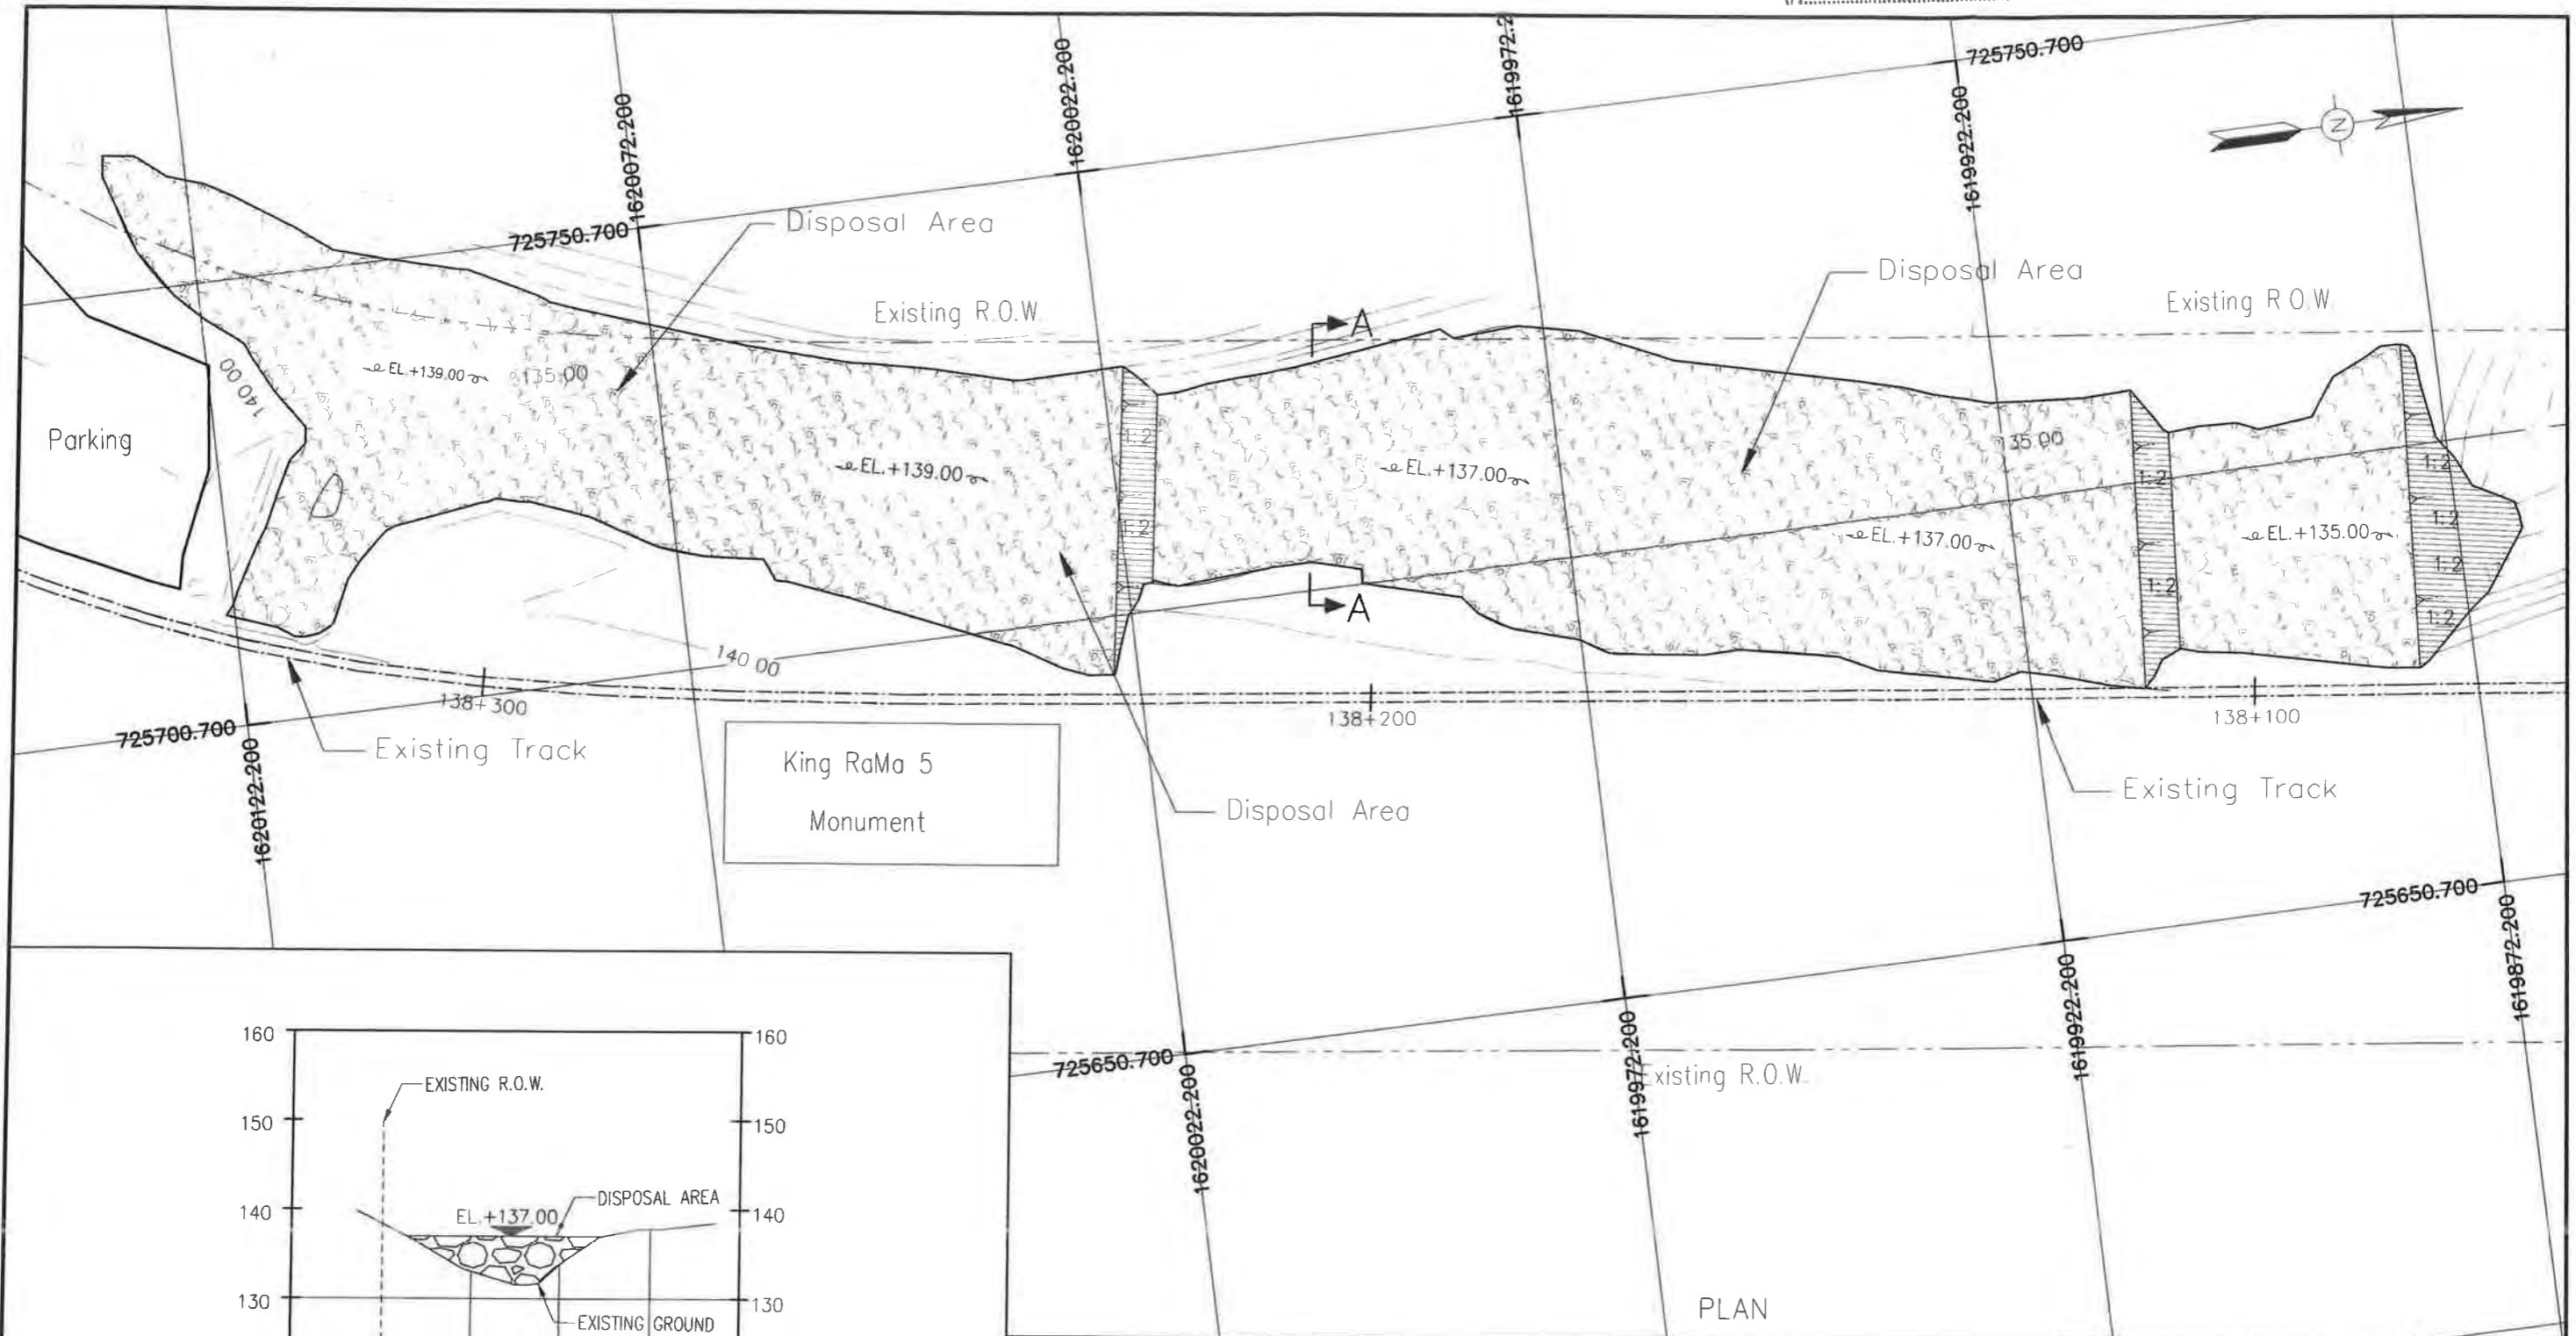 1620072.200
1620022.200
1619972.2
1619922.200
725750.700
725750.700
Disposal Area
Disposal Area
Existing R.O.W.
Existing R.O.W
A
N
140.00
EL.+139.00
135.00
Parking
EL.+139.00
1:2
1:2
EL.+137.00
135.00
EL.+137.00
1:2
1:2
EL.+135.00
1:2
1:2
1:2
1:2
A
140.00
138+300
138+200
138+100
725700.700
1620122.200
Existing Track
King RaMa 5
Monument
Disposal Area
Existing Track
725650.700
1619872.200
725650.700
1620022.200
1619972.200
1619922.200
Existing R.O.W.
160
160
EXISTING R.O.W.
150
150
DISPOSAL AREA
140
EL.+137.00
140
130
130
EXISTING GROUND
PLAN